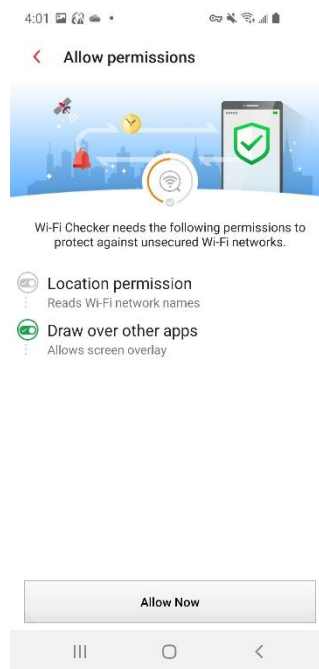 4:01
Allow permissions
Wi-Fi Checker needs the following permissions to
protect against unsecured Wi-Fi networks.
Location permission
Reads Wi-Fi network names
Draw over other apps
Allows screen overlay
Allow Now